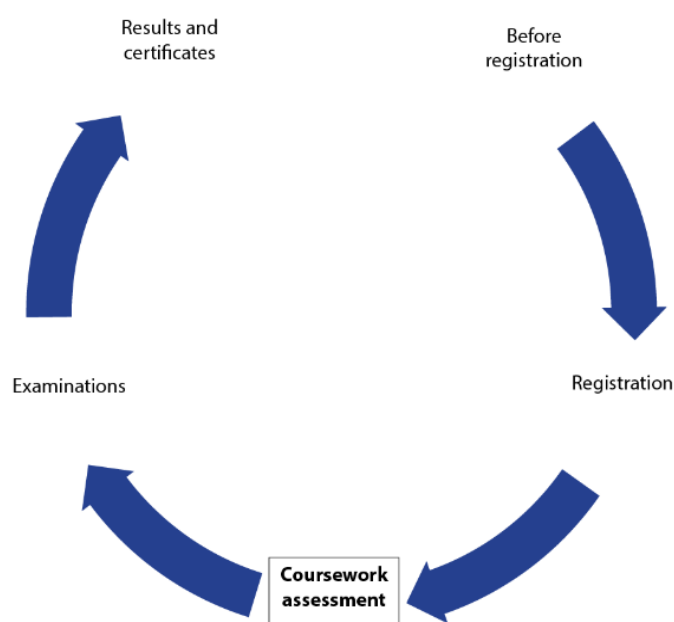 Results and
certificates
Before
registration
Examinations
Registration
Coursework
assessment